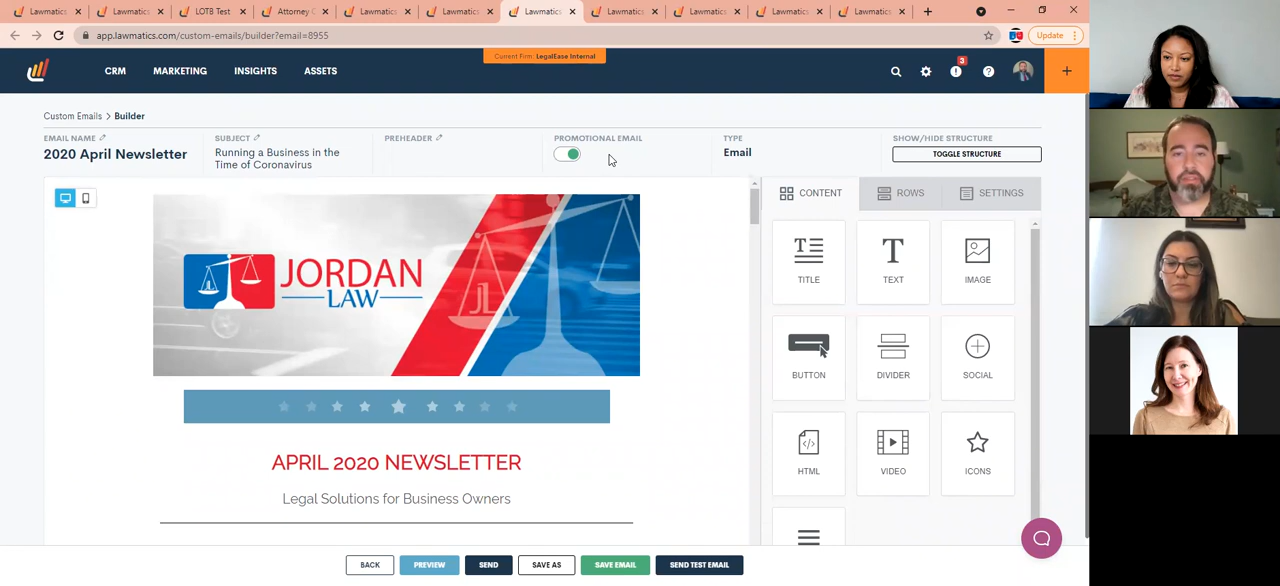 Lawmatics
Lawmatics
LOTB Test
Attorney C
Lawmatics
Lawmatics
Lawmatics
Lawmatics
Lawmatics
Lawmatics
Lawmatics
app.lawmatics.com/custom-emails/builder?email=8955
Update
Current Firm: LegalEase Internal
CRM
MARKETING
INSIGHTS
ASSETS
3
Custom Emails > Builder
EMAIL NAME
2020 April Newsletter
SUBJECT
Running a Business in the
Time of Coronavirus
PREHEADER
PROMOTIONAL EMAIL
TYPE
Email
SHOW/HIDE STRUCTURE
TOGGLE STRUCTURE
JORDAN
LAW
JL
APRIL 2020 NEWSLETTER
Legal Solutions for Business Owners
CONTENT
ROWS
SETTINGS
TITLE
TEXT
IMAGE
BUTTON
DIVIDER
SOCIAL
HTML
VIDEO
ICONS
BACK
PREVIEW
SEND
SAVE AS
SAVE EMAIL
SEND TEST EMAIL